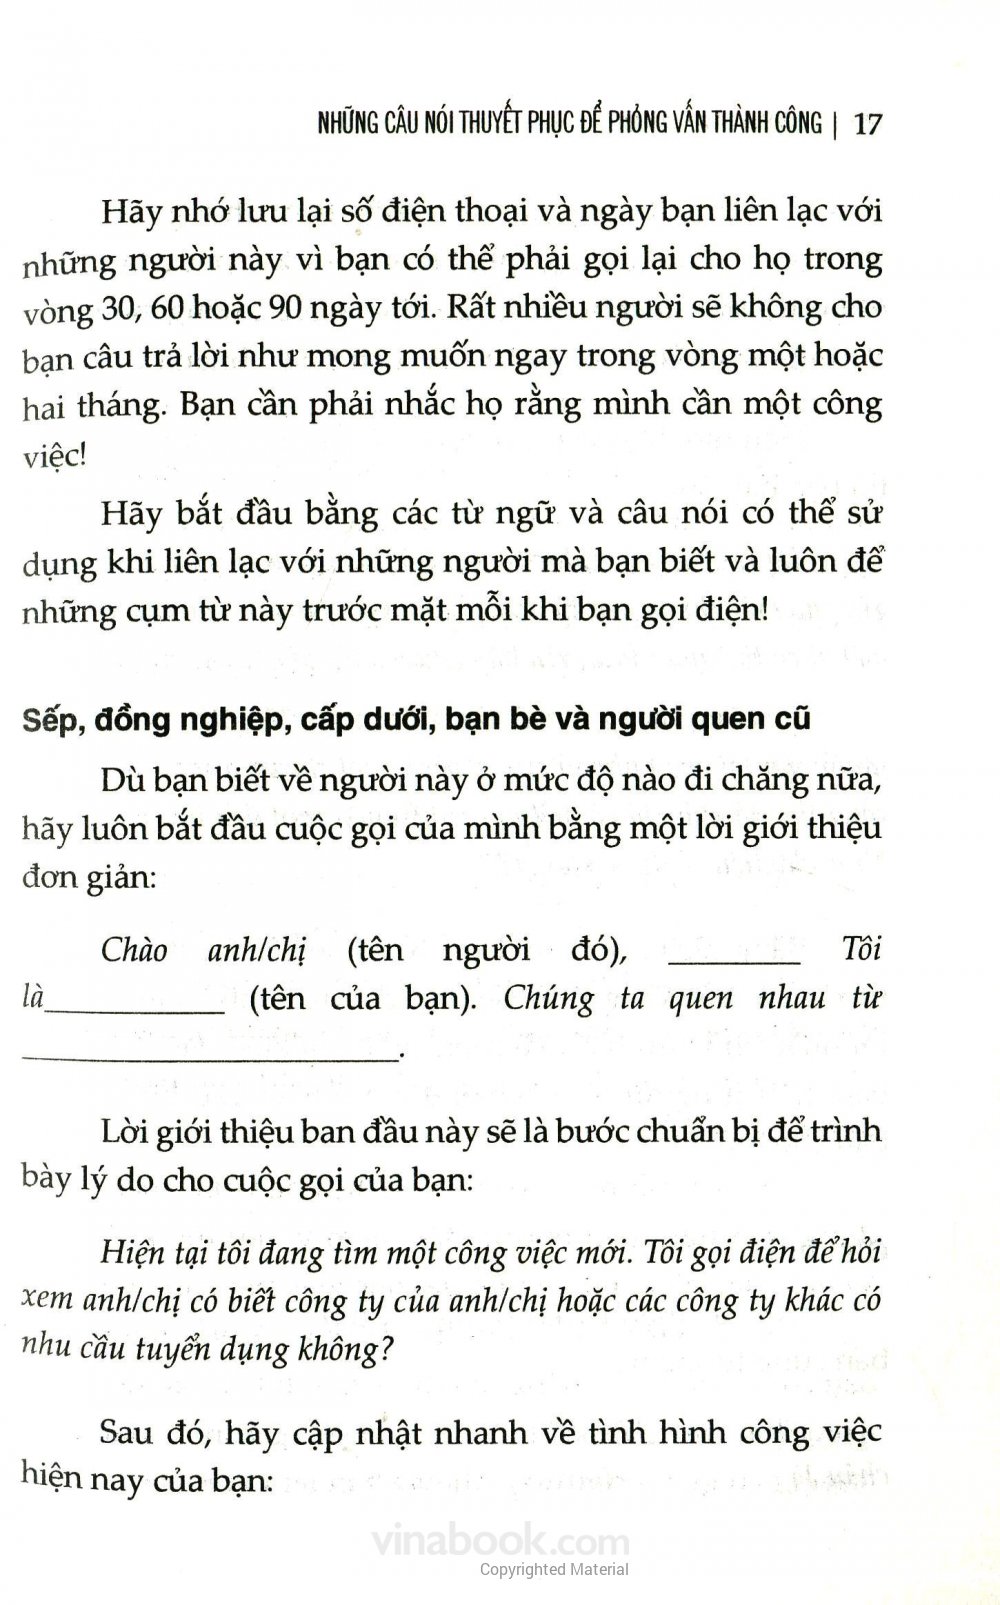 NHỮNG CÂU NÓI THUYẾT PHỤC ĐỂ PHỎNG VẤN THÀNH CÔNG | 17
Hãy nhớ lưu lại số điện thoại và ngày bạn liên lạc với
những người này vì bạn có thể phải gọi lại cho họ trong
vòng 30, 60 hoặc 90 ngày tới. Rất nhiều người sẽ không cho
bạn câu trả lời như mong muốn ngay trong vòng một hoặc
hai tháng. Bạn cần phải nhắc họ rằng mình cần một công
việc!
Hãy bắt đầu bằng các từ ngữ và câu nói có thể sử
dụng khi liên lạc với những người mà bạn biết và luôn để
những cụm từ này trước mặt mỗi khi bạn gọi điện!
Sếp, đồng nghiệp, cấp dưới, bạn bè và người quen cũ
Dù bạn biết về người này ở mức độ nào đi chăng nữa,
hãy luôn bắt đầu cuộc gọi của mình bằng một lời giới thiệu
đơn giản:
Chào anh/chị (tên người đó), ________ Tôi
là___________ (tên của bạn). Chúng ta quen nhau từ
_______________________.
Lời giới thiệu ban đầu này sẽ là bước chuẩn bị để trình
bày lý do cho cuộc gọi của bạn:
Hiện tại tôi đang tìm một công việc mới. Tôi gọi điện để hỏi
xem anh/chị có biết công ty của anh/chị hoặc các công ty khác có
nhu cầu tuyển dụng không?
Sau đó, hãy cập nhật nhanh về tình hình công việc
hiện nay của bạn:
vinabook.com
Copyrighted Material